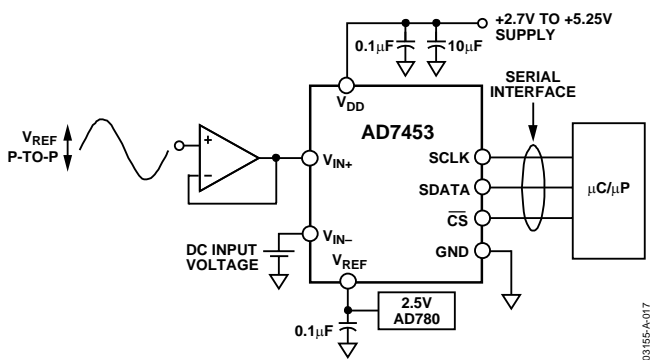 +2.7V TO +5.25V
SUPPLY
0.1µF
10µF
SERIAL
INTERFACE
VDD
AD7453
VREF
P-TO-P
+
−
VIN+
SCLK
SDATA
CS
µC/µP
VIN–
DC INPUT
VOLTAGE
GND
VREF
0.1µF
2.5V
AD780
03155-A-017